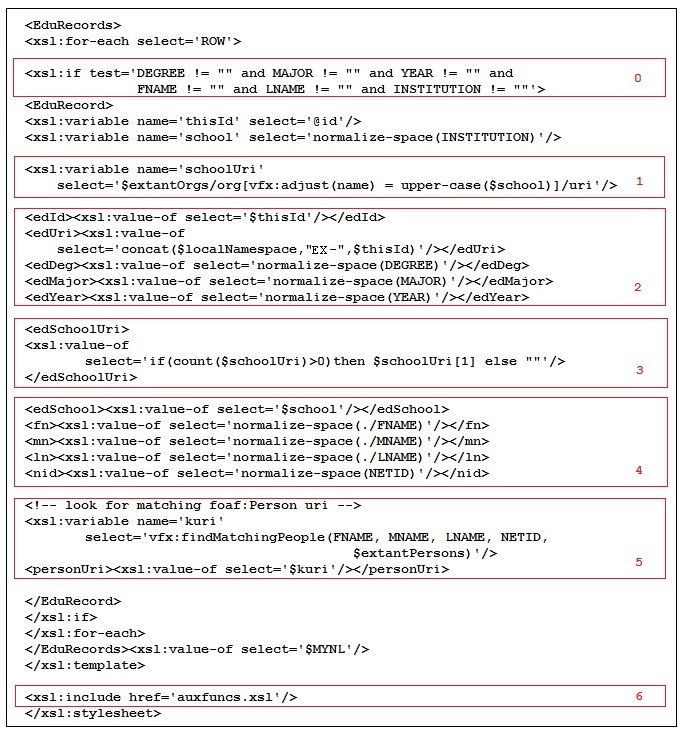 <EduRecords>
<xsl:for-each select='ROW'>
<xsl:if test='DEGREE != "" and MAJOR != "" and YEAR != "" and
FNAME != "" and LNAME != "" and INSTITUTION != ""'>
0
<EduRecord>
<xsl:variable name='thisId' select='@id'/>
<xsl:variable name='school' select='normalize-space(INSTITUTION)'/>
<xsl:variable name='schoolUri'
select='$extantOrgs/org[vfx:adjust(name) = upper-case($school)]/uri'/>
1
<edId><xsl:value-of select='$thisId'/></edId>
<edUri><xsl:value-of
select='concat($localNamespace,"EX-",$thisId)'/></edUri>
<edDeg><xsl:value-of select='normalize-space(DEGREE)'/></edDeg>
<edMajor><xsl:value-of select='normalize-space(MAJOR)'/></edMajor>
<edYear><xsl:value-of select='normalize-space(YEAR)'/></edYear>
2
<edSchoolUri>
<xsl:value-of
select='if(count($schoolUri)>0)then $schoolUri[1] else ""'/>
</edSchoolUri>
3
<edSchool><xsl:value-of select='$school'/></edSchool>
<fn><xsl:value-of select='normalize-space(./FNAME)'/></fn>
<mn><xsl:value-of select='normalize-space(./MNAME)'/></mn>
<ln><xsl:value-of select='normalize-space(./LNAME)'/></ln>
<nid><xsl:value-of select='normalize-space(NETID)'/></nid>
4
<!-- look for matching foaf:Person uri -->
<xsl:variable name='kuri'
select='vfx:findMatchingPeople(FNAME, MNAME, LNAME, NETID,
$extantPersons)'/>
<personUri><xsl:value-of select='$kuri'/></personUri>
5
</EduRecord>
</xsl:if>
</xsl:for-each>
</EduRecords><xsl:value-of select='$MYNL'/>
</xsl:template>
<xsl:include href='auxfuncs.xsl'/>
6
</xsl:stylesheet>